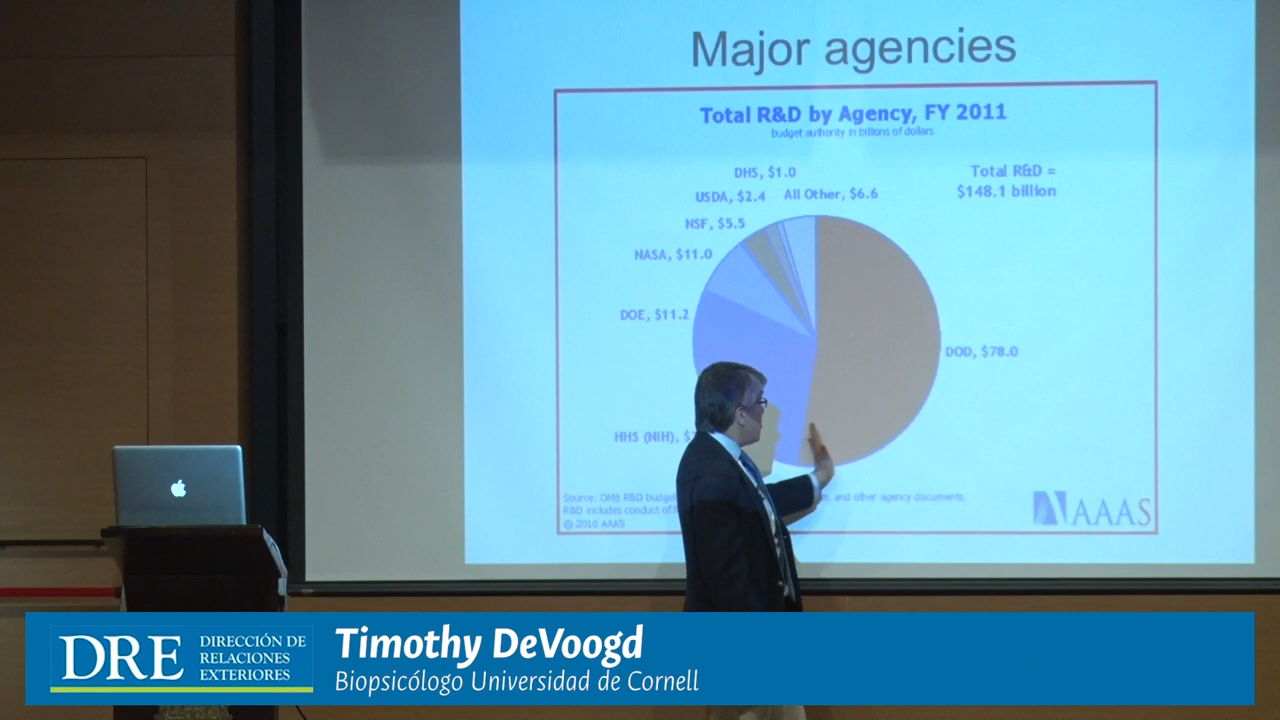 Major agencies
Total R&D by Agency, FY 2011
budget authority in billions of dollars
DHS, $1.0
Total R&D =
$148.1 billion
USDA, $2.4
All Other, $6.6
NSF, $5.5
NASA, $11.0
DOE, $11.2
DOD, $78.0
HHS (NIH), $
Source: OMB R&D budget
, and other agency documents.
R&D includes conduct of
© 2010 AAAS
AAAS
DRE
DIRECCIÓN DE
RELACIONES
EXTERIORES
Timothy DeVoogd
Biopsicólogo Universidad de Cornell